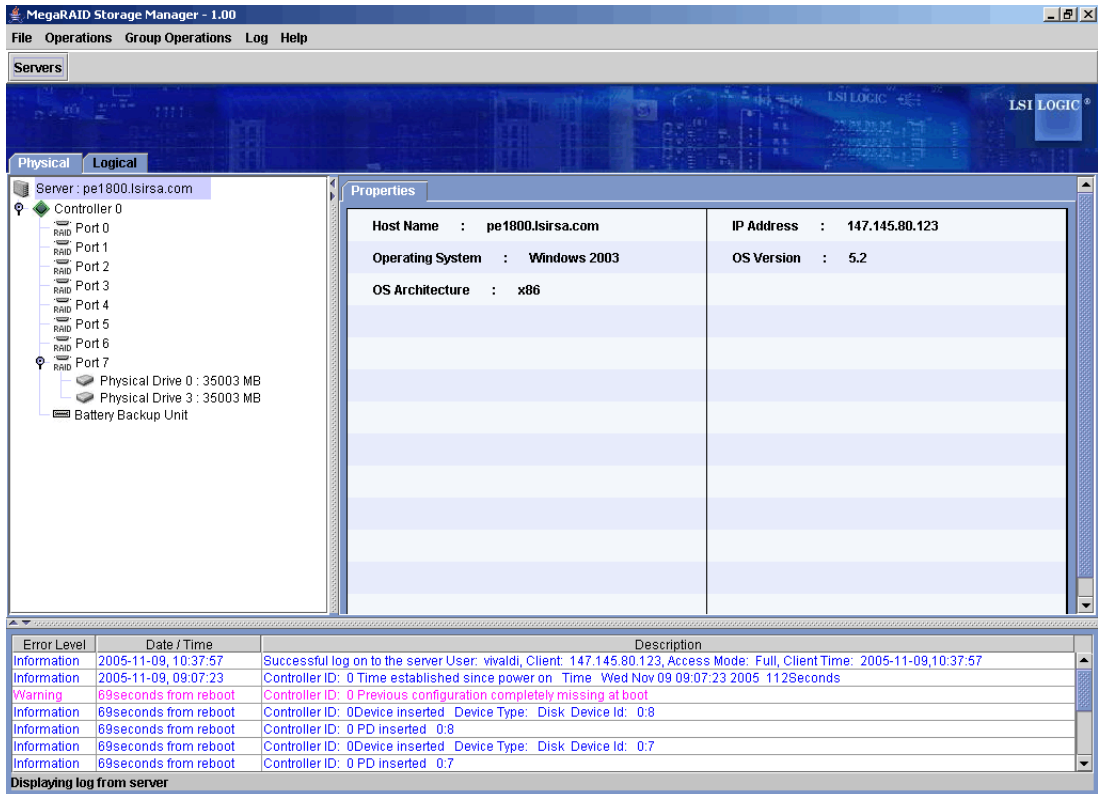 MegaRAID Storage Manager - 1.00
File Operations Group Operations Log Help
Servers
LSI LOGIC
LSI LOGIC ®
Physical Logical
Server : pe1800.lsirsa.com
Controller 0
RAID Port 0
RAID Port 1
RAID Port 2
RAID Port 3
RAID Port 4
RAID Port 5
RAID Port 6
RAID Port 7
Physical Drive 0 : 35003 MB
Physical Drive 3 : 35003 MB
Battery Backup Unit
Properties
Host Name : pe1800.lsirsa.com IP Address : 147.145.80.123
Operating System : Windows 2003 OS Version : 5.2
OS Architecture : x86
Error Level Date / Time Description
Information 2005-11-09, 10:37:57 Successful log on to the server User: vivaldi, Client: 147.145.80.123, Access Mode: Full, Client Time: 2005-11-09,10:37:57
Information 2005-11-09, 09:07:23 Controller ID: 0 Time established since power on Time Wed Nov 09 09:07:23 2005 112Seconds
Warning 69seconds from reboot Controller ID: 0 Previous configuration completely missing at boot
Information 69seconds from reboot Controller ID: 0Device inserted Device Type: Disk Device Id: 0:8
Information 69seconds from reboot Controller ID: 0 PD inserted 0:8
Information 69seconds from reboot Controller ID: 0Device inserted Device Type: Disk Device Id: 0:7
Information 69seconds from reboot Controller ID: 0 PD inserted 0:7
Displaying log from server